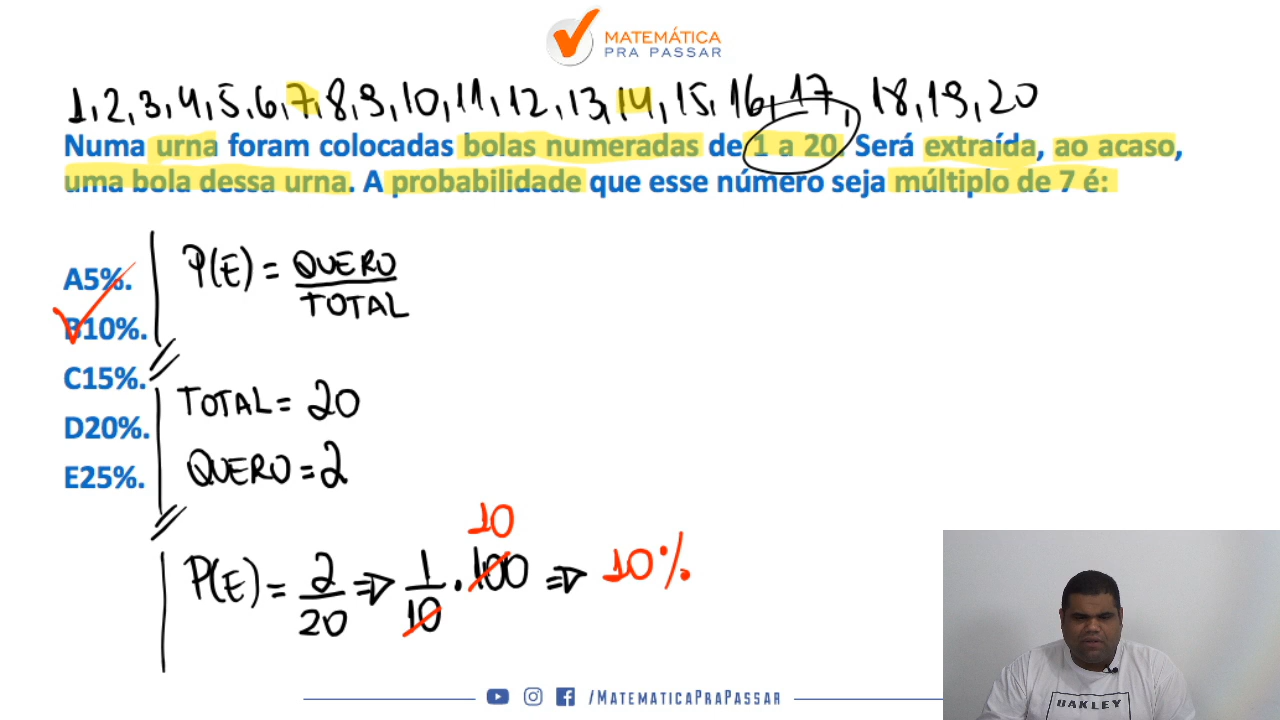 MATEMÁTICA
PRA PASSAR
1, 2, 3, 4, 5, 6, 7, 8, 9, 10, 11, 12, 13, 14, 15, 16, 17, 18, 19, 20
Numa urna foram colocadas bolas numeradas de 1 a 20. Será extraída, ao acaso,
uma bola dessa urna. A probabilidade que esse número seja múltiplo de 7 é:
A5%.
B10%.
C15%.
D20%.
E25%.
P(E) = QUERO
TOTAL
TOTAL = 20
QUERO = 2
P(E) = 2/20 ⇒ 1/10 . 100 ⇒ 10%
10
/MATEMATICAPRAPASSAR
OAKLEY